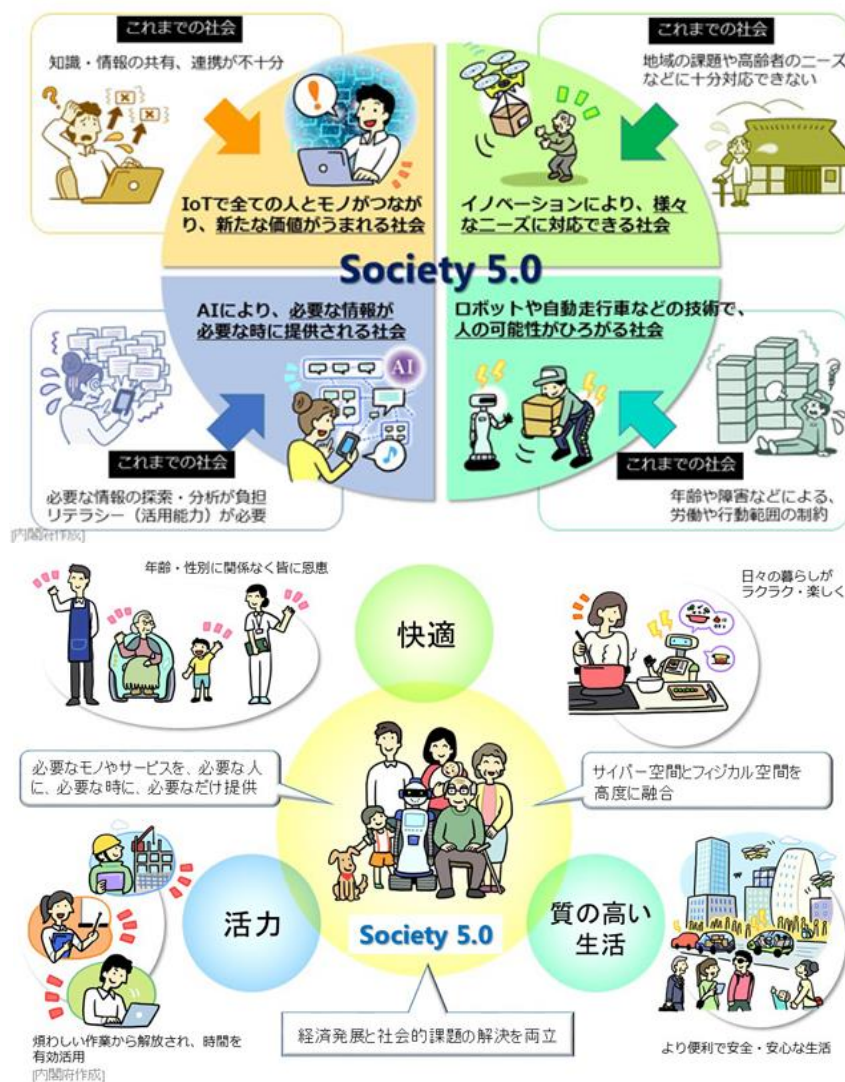 これまでの社会
知識・情報の共有、連携が不十分
IoTで全ての人とモノがつなが
り、新たな価値がうまれる社会
これまでの社会
地域の課題や高齢者のニーズ
などに十分対応できない
イノベーションにより、様々
なニーズに対応できる社会
Society 5.0
AIにより、必要な情報が
必要な時に提供される社会
AI
これまでの社会
必要な情報の探索・分析が負担
リテラシー（活用能力）が必要
ロボットや自動走行車などの技術で、
人の可能性がひろがる社会
これまでの社会
年齢や障害などによる、
労働や行動範囲の制約
[内閣府作成]
年齢・性別に関係なく皆に恩恵
快適
日々の暮らしが
ラクラク・楽しく
必要なモノやサービスを、必要な人
に、必要な時に、必要なだけ提供
サイバー空間とフィジカル空間を
高度に融合
活力
Society 5.0
質の高い
生活
経済発展と社会的課題の解決を両立
煩わしい作業から解放され、時間を
有効活用
[内閣府作成]
より便利で安全・安心な生活